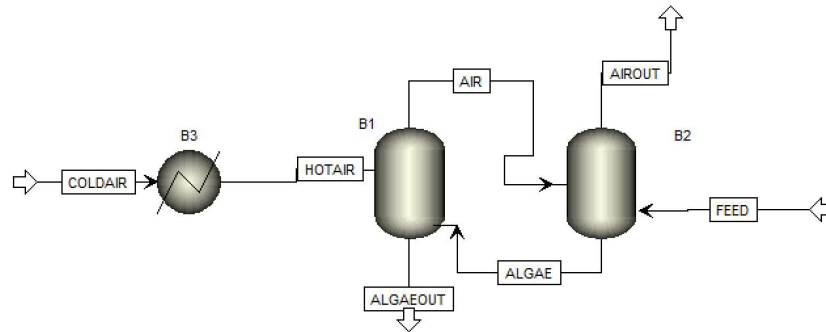 AIROUT
AIR
B1
B2
B3
HOTAIR
COLDAIR
FEED
ALGAE
ALGAEOUT